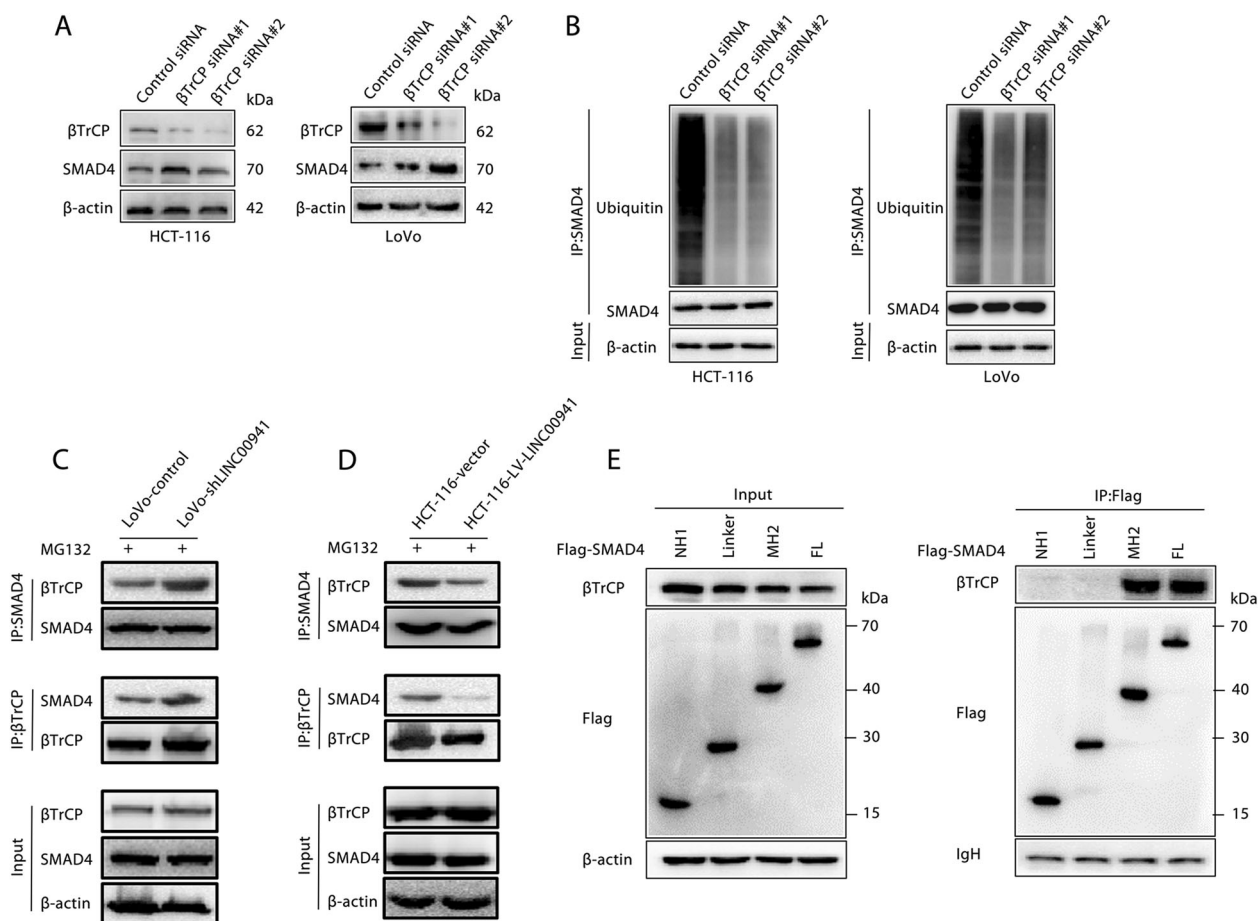 A
Control siRNA
βTrCP siRNA#1
βTrCP siRNA#2
kDa
βTrCP
62
SMAD4
70
β-actin
42
HCT-116
Control siRNA
βTrCP siRNA#1
βTrCP siRNA#2
kDa
βTrCP
62
SMAD4
70
β-actin
42
LoVo
B
Control siRNA
βTrCP siRNA#1
βTrCP siRNA#2
IP:SMAD4
Ubiquitin
SMAD4
Input
β-actin
HCT-116
Control siRNA
βTrCP siRNA#1
βTrCP siRNA#2
IP:SMAD4
Ubiquitin
SMAD4
Input
β-actin
LoVo
C
LoVo-control
LoVo-shLINC00941
MG132 + +
IP:SMAD4
βTrCP
SMAD4
IP:βTrCP
SMAD4
βTrCP
Input
βTrCP
SMAD4
β-actin
D
HCT-116-vector
HCT-116-LV-LINC00941
MG132 + +
IP:SMAD4
βTrCP
SMAD4
IP:βTrCP
SMAD4
βTrCP
Input
βTrCP
SMAD4
β-actin
E
Input
Flag-SMAD4 NH1 Linker MH2 FL
βTrCP
kDa
70
40
Flag
30
15
β-actin
IP:Flag
Flag-SMAD4 NH1 Linker MH2 FL
βTrCP
kDa
70
40
Flag
30
15
IgH